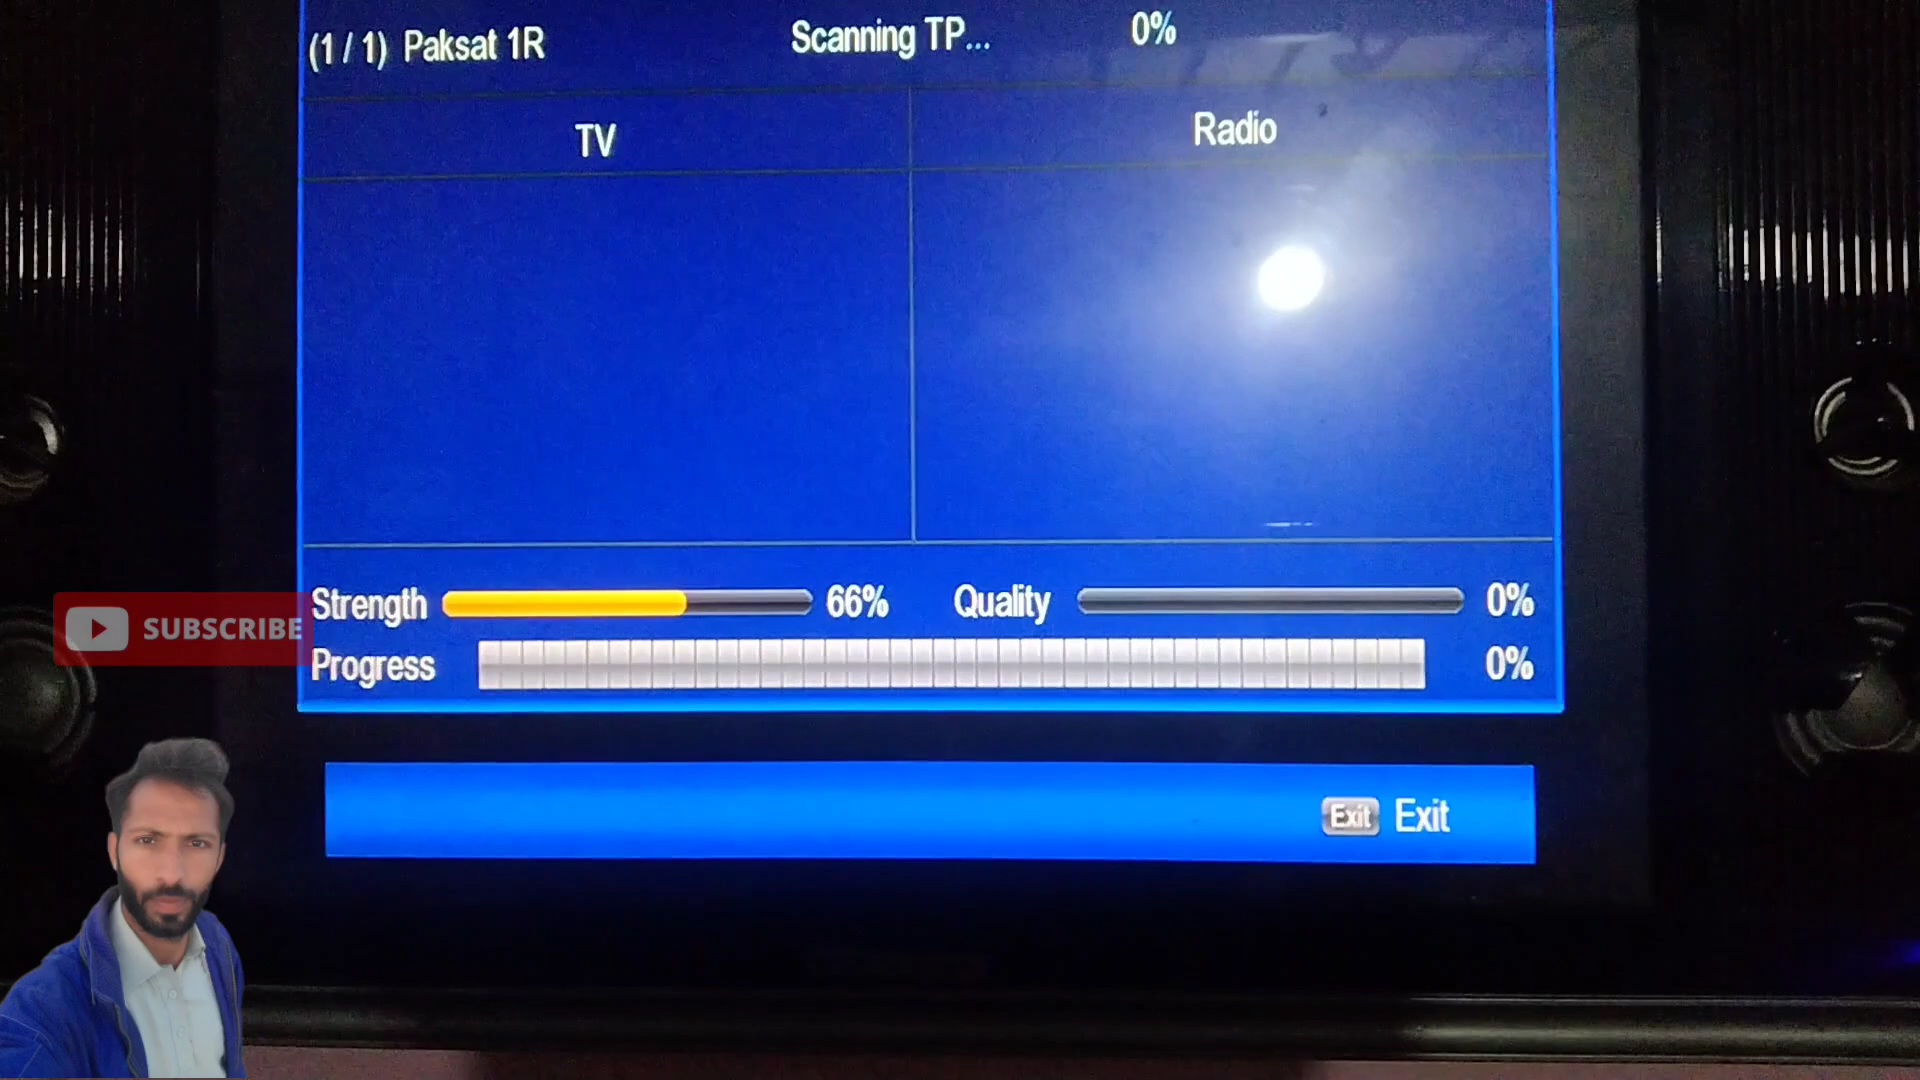 (1 / 1) Paksat 1R Scanning TP... 0%
TV Radio
Strength 66% Quality 0%
SUBSCRIBE
Progress 0%
Exit Exit